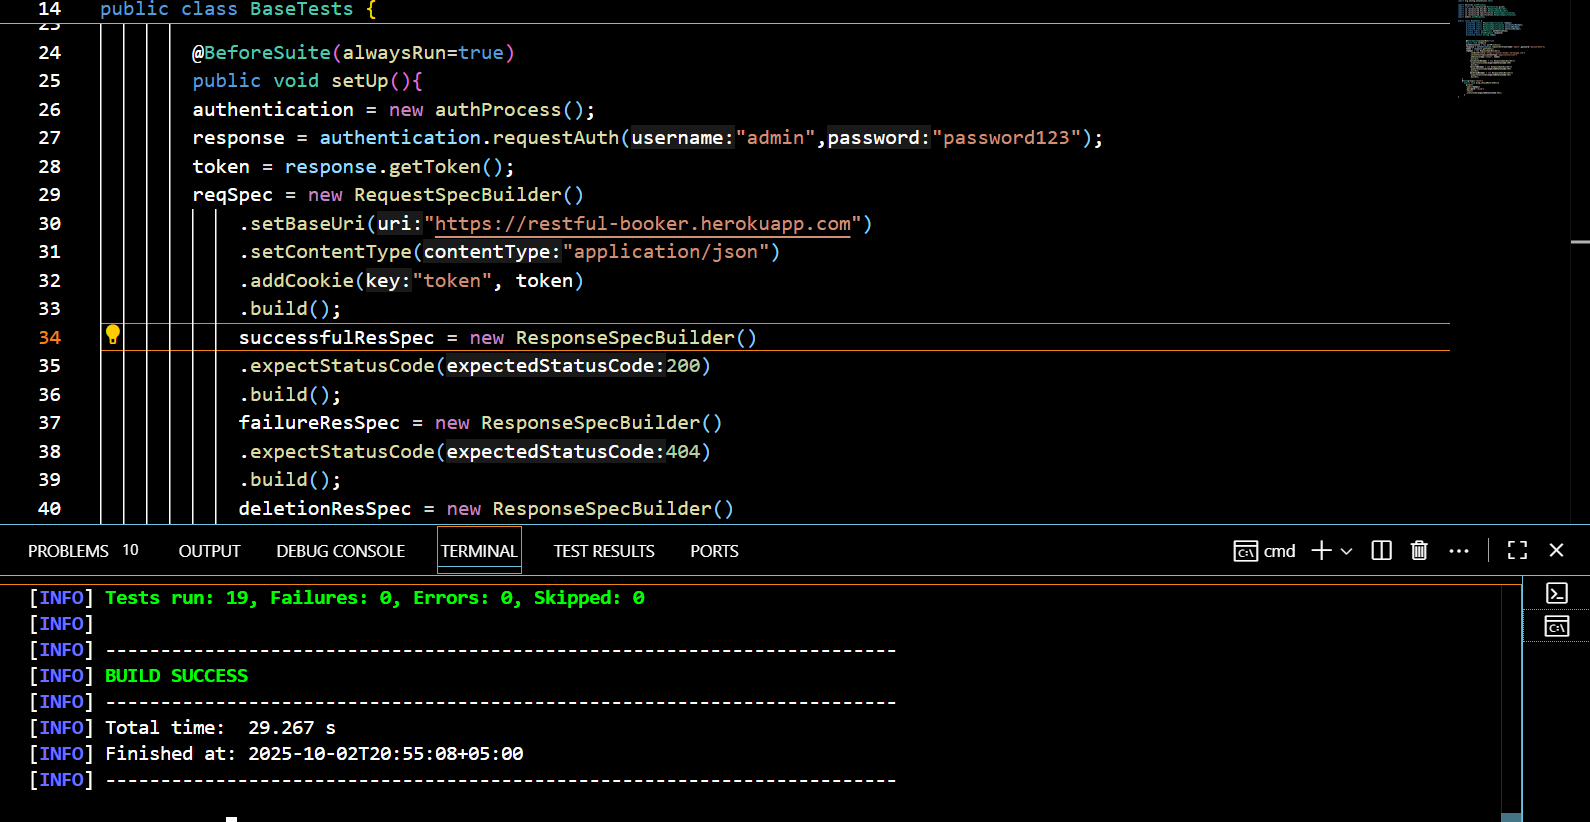 14 public class BaseTests {
23
24 @BeforeSuite(alwaysRun=true)
25 public void setUp(){
26 authentication = new authProcess();
27 response = authentication.requestAuth(username:"admin",password:"password123");
28 token = response.getToken();
29 reqSpec = new RequestSpecBuilder()
30 .setBaseUri(uri:"https://restful-booker.herokuapp.com")
31 .setContentType(contentType:"application/json")
32 .addCookie(key:"token", token)
33 .build();
34 successfulResSpec = new ResponseSpecBuilder()
35 .expectStatusCode(expectedStatusCode:200)
36 .build();
37 failureResSpec = new ResponseSpecBuilder()
38 .expectStatusCode(expectedStatusCode:404)
39 .build();
40 deletionResSpec = new ResponseSpecBuilder()
PROBLEMS 10 OUTPUT DEBUG CONSOLE TERMINAL TEST RESULTS PORTS cmd
[INFO] Tests run: 19, Failures: 0, Errors: 0, Skipped: 0
[INFO]
[INFO] ------------------------------------------------------------------------
[INFO] BUILD SUCCESS
[INFO] ------------------------------------------------------------------------
[INFO] Total time:  29.267 s
[INFO] Finished at: 2025-10-02T20:55:08+05:00
[INFO] ------------------------------------------------------------------------